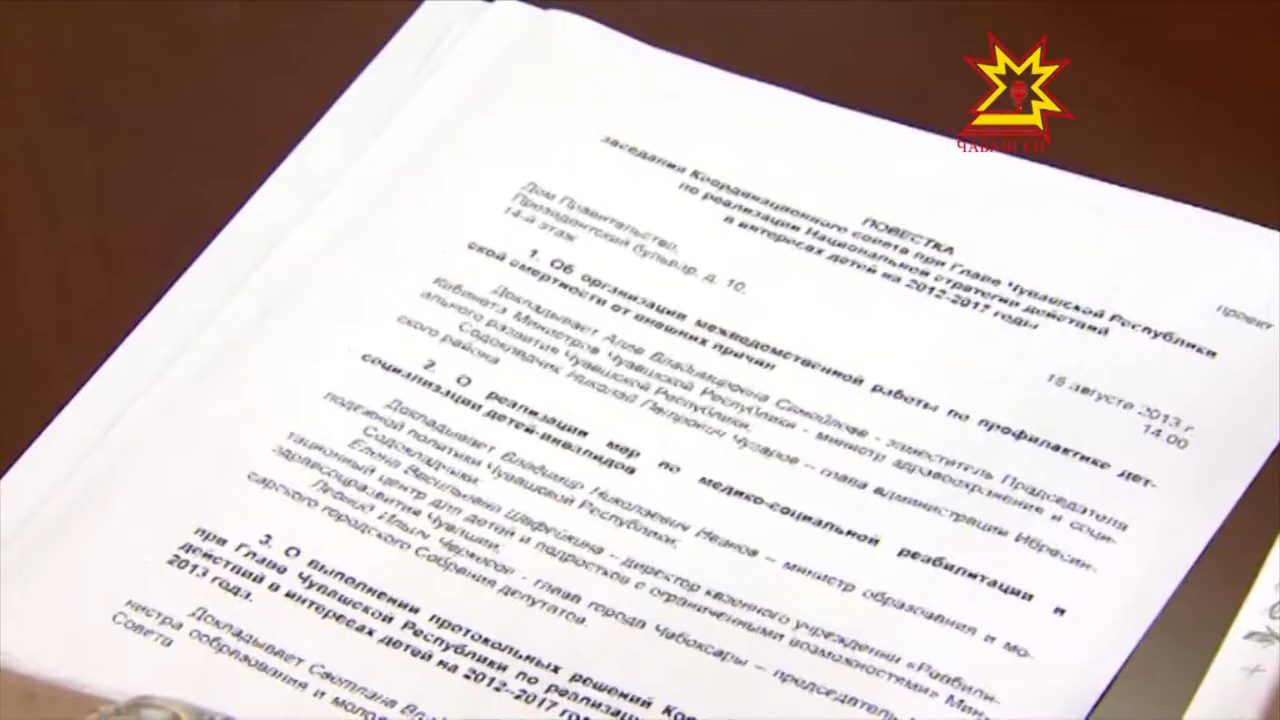 ЧĂВАШ ЕН
проект
ПОВЕСТКА
заседания Координационного совета при Главе Чувашской Республики
по реализации Национальной стратегии действий
в интересах детей на 2012-2017 годы
Дом Правительства,
Президентский бульвар, д. 10,
14-й этаж
15 августа 2013 г.
14.00
1. Об организации межведомственной работы по профилактике дет-
ской смертности от внешних причин
Докладывает Алла Владимировна Самойлова - заместитель Председателя
Кабинета Министров Чувашской Республики - министр здравоохранения и соци-
ального развития Чувашской Республики.
Содокладчик Николай Петрович Чугаров – глава администрации Ибресин-
ского района
2. О реализации мер по медико-социальной реабилитации и
социализации детей-инвалидов
Докладывает Владимир Николаевич Иванов – министр образования и мо-
лодежной политики Чувашской Республики.
Содокладчики:
Елена Васильевна – директор казенного учреждения «Реабили-
тационный центр для детей и подростков с ограниченными возможностями» Мин-
здравсоцразвития Чувашии;
Леонид Ильич Черкесов - глава города Чебоксары – председатель
сарского городского Собрания депутатов.
3. О выполнении протокольных решений
при Главе Чувашской Республики по реализации
действий в интересах детей на 2012–2017
2013 года.
Докладывает Светлана
нистра образования и
Совета